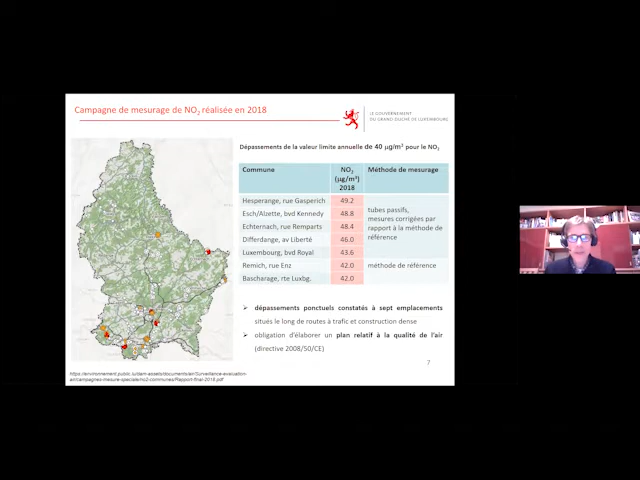 Campagne de mesurage de NO2 réalisée en 2018
LE GOUVERNEMENT
DU GRAND-DUCHÉ DE LUXEMBOURG
Dépassements de la valeur limite annuelle de 40 µg/m³ pour le NO2
Commune
NO2
(µg/m³)
2018
Méthode de mesurage
Hesperange, rue Gasperich 49.2
Esch/Alzette, bvd Kennedy 48.8
Echternach, rue Remparts 48.4
Differdange, av Liberté 46.0
Luxembourg, bvd Royal 43.6
tubes passifs,
mesures corrigées par
rapport à la méthode de
référence
Remich, rue Enz 42.0 méthode de référence
Bascharage, rte Luxbg. 42.0
➢ dépassements ponctuels constatés à sept emplacements
situés le long de routes à trafic et construction dense
➢ obligation d'élaborer un plan relatif à la qualité de l'air
(directive 2008/50/CE)
7